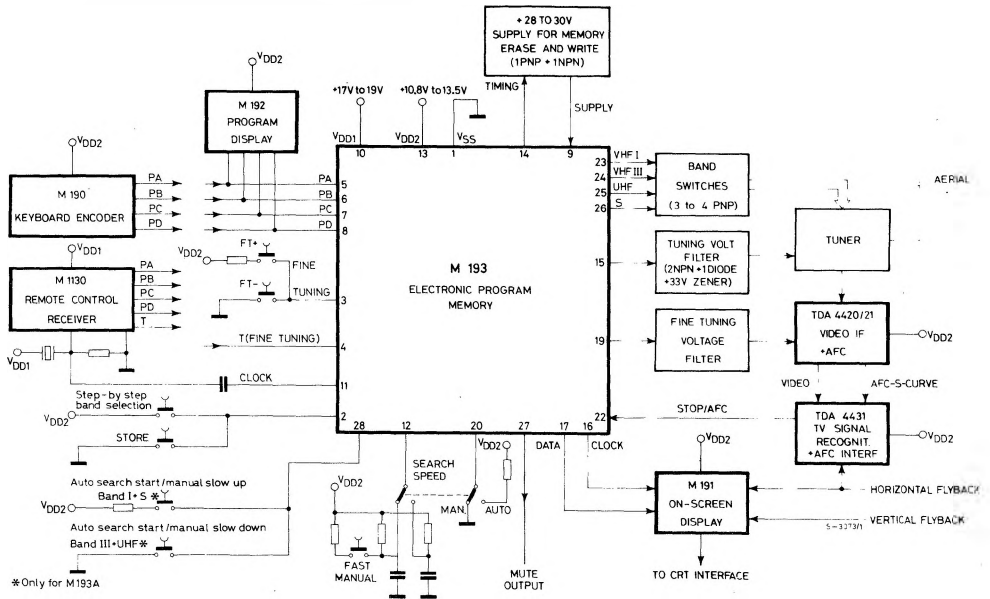 + 28 TO 30V
SUPPLY FOR MEMORY
ERASE AND WRITE
(1PNP + 1NPN)
TIMING
SUPPLY
VDD2
M 192
PROGRAM
DISPLAY
+17V to 19V
+10.8V to 13.5V
VDD1
VDD2
VSS
10
13
1
14
9
VDD2
M 190
KEYBOARD ENCODER
PA
PB
PC
PD
PA
PB
PC
PD
5
6
7
8
VDD1
M 1130
REMOTE CONTROL
RECEIVER
PA
PB
PC
PD
T
VDD1
VDD2
FT+
FINE
FT-
TUNING
3
T(FINE TUNING)
4
CLOCK
11
Step-by step
band selection
VDD2
2
STORE
28
Auto search start/manual slow up
Band I+S *
VDD2
Auto search start/manual slow down
Band III+UHF*
*Only for M193A
M 193
ELECTRONIC PROGRAM
MEMORY
23
24
25
26
VHF I
VHF III
UHF
S
BAND
SWITCHES
(3 to 4 PNP)
AERIAL
TUNER
15
TUNING VOLT
FILTER
(2NPN+1DIODE
+33V ZENER)
19
FINE TUNING
VOLTAGE
FILTER
TDA 4420/21
VIDEO IF
+AFC
VDD2
VIDEO
AFC-S-CURVE
22
STOP/AFC
TDA 4431
TV SIGNAL
RECOGNIT.
+AFC INTERF
VDD2
12
20
27
17
16
DATA
CLOCK
VDD2
SEARCH
SPEED
MAN.
AUTO
VDD2
FAST
MANUAL
MUTE
OUTPUT
VDD2
M 191
ON-SCREEN
DISPLAY
HORIZONTAL FLYBACK
VERTICAL FLYBACK
S-3373/1
TO CRT INTERFACE